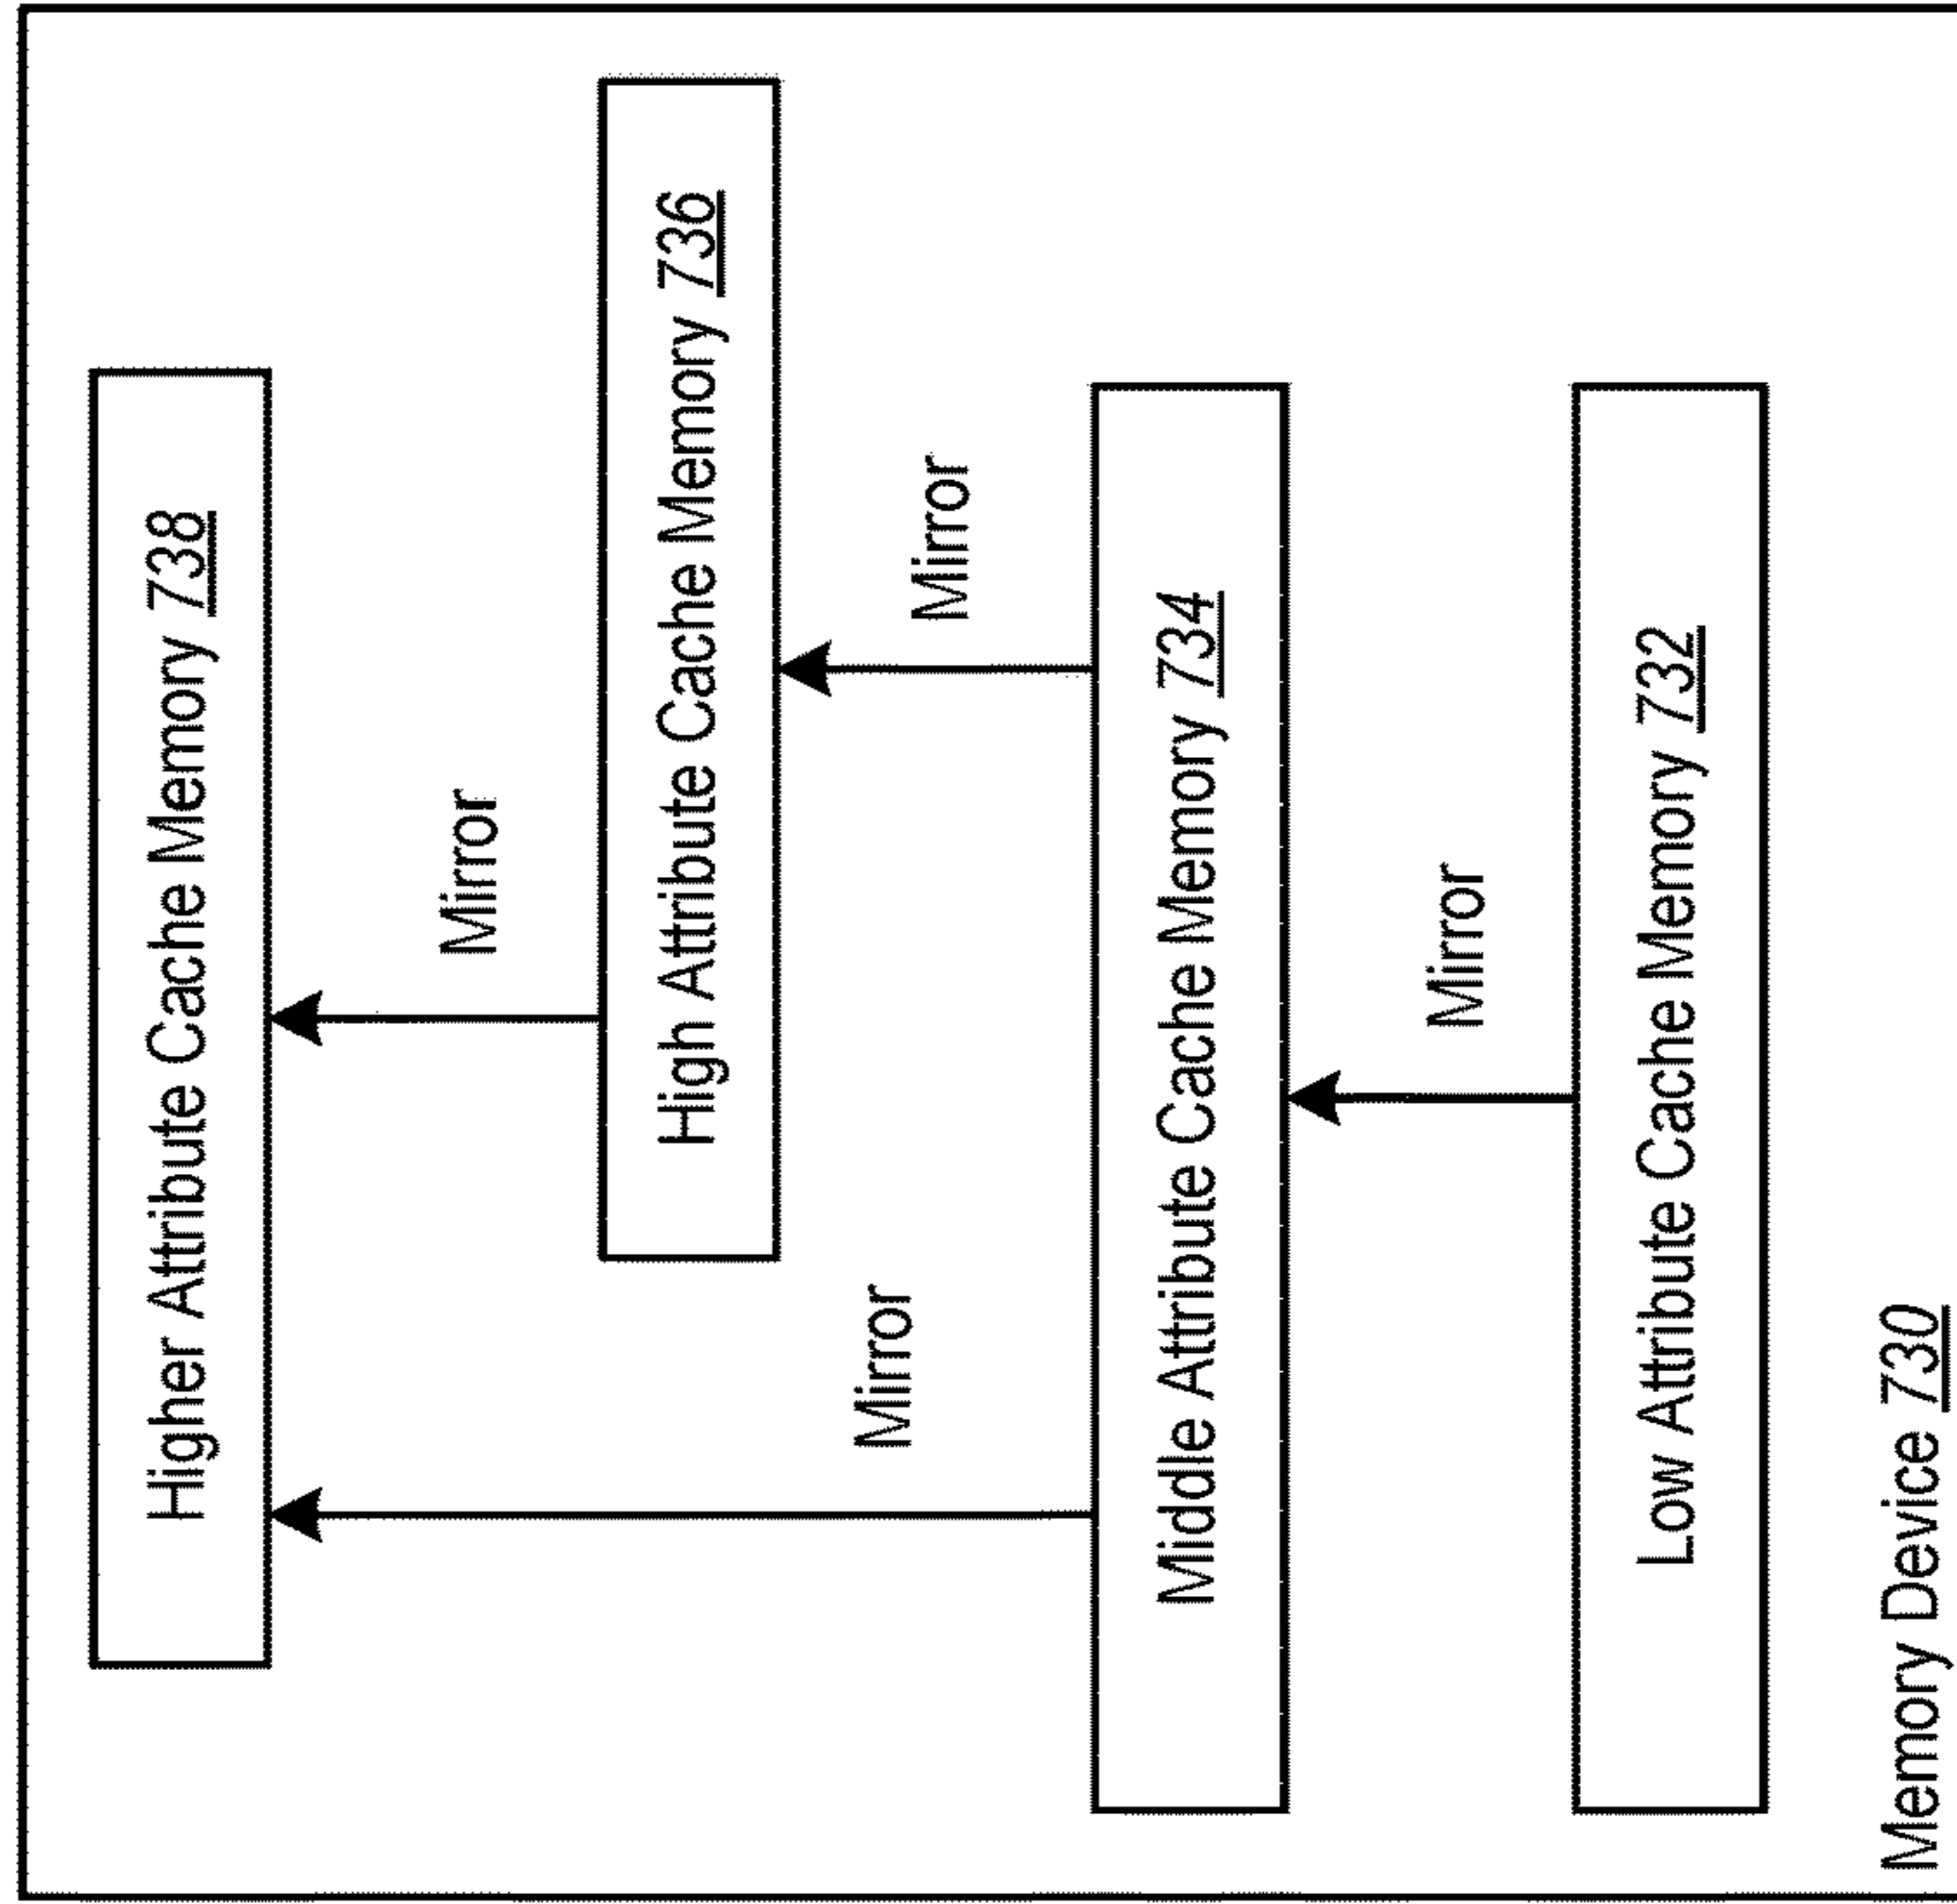 Higher Attribute Cache Memory 738
Mirror
High Attribute Cache Memory 736
Mirror
Mirror
Middle Attribute Cache Memory 734
Mirror
Low Attribute Cache Memory 732
Memory Device 730